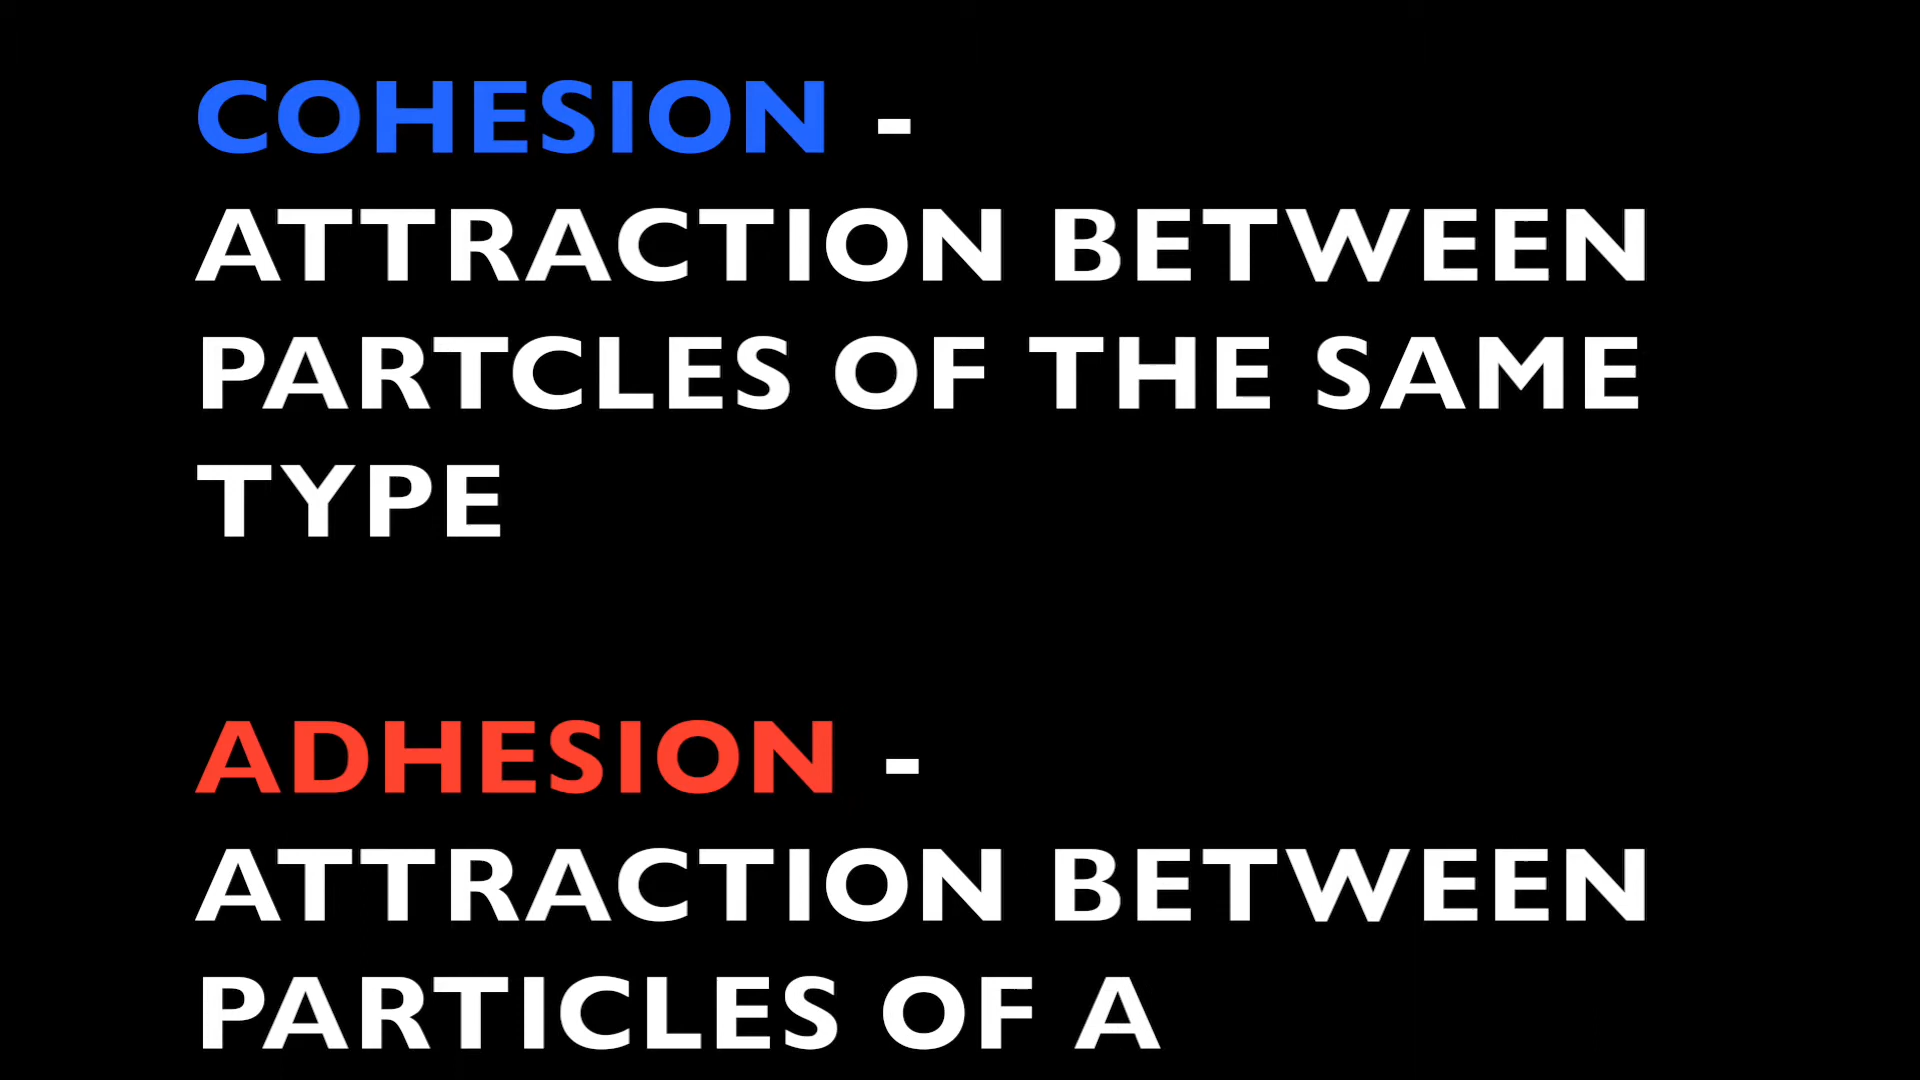 COHESION -
ATTRACTION BETWEEN
PARTCLES OF THE SAME
TYPE
ADHESION -
ATTRACTION BETWEEN
PARTICLES OF A